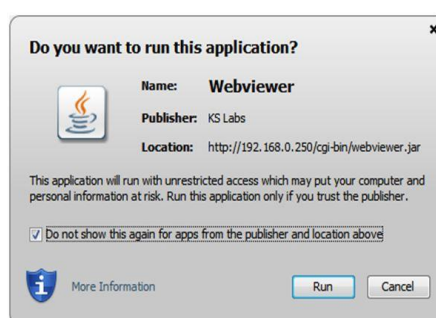 Do you want to run this application?
Name: Webviewer
Publisher: KS Labs
Location: http://192.168.0.250/cgi-bin/webviewer.jar
This application will run with unrestricted access which may put your computer and
personal information at risk. Run this application only if you trust the publisher.
Do not show this again for apps from the publisher and location above
More Information
Run
Cancel